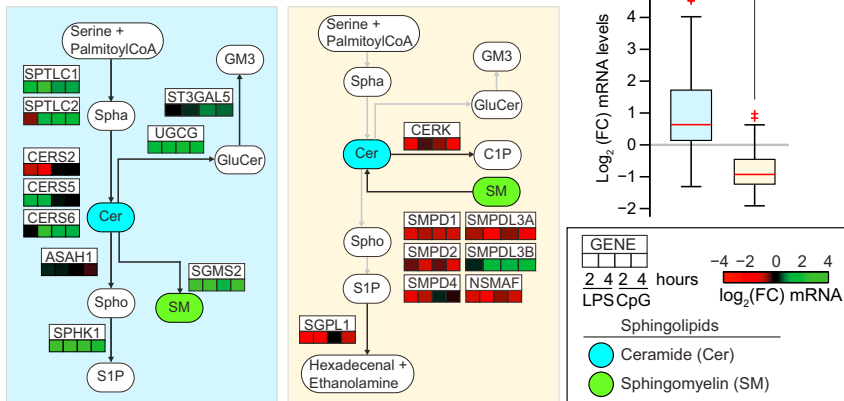 Serine +
PalmitoylCoA
SPTLC1
SPTLC2
Spha
GM3
ST3GAL5
UGCG
GluCer
CERS2
CERS5
CERS6
Cer
ASAH1
SGMS2
Spho
SM
SPHK1
S1P
Serine +
PalmitoylCoA
GM3
Spha
GluCer
CERK
Cer
C1P
SM
SMPD1
SMPDL3A
Spho
SMPD2
SMPDL3B
S1P
SMPD4
NSMAF
SGPL1
Hexadecenal +
Ethanolamine
Log2 (FC) mRNA levels
4
3
2
1
0
−1
−2
GENE
2 4 2 4 hours
LPS CpG
−4 −2 0 2 4
log2(FC) mRNA
Sphingolipids
Ceramide (Cer)
Sphingomyelin (SM)